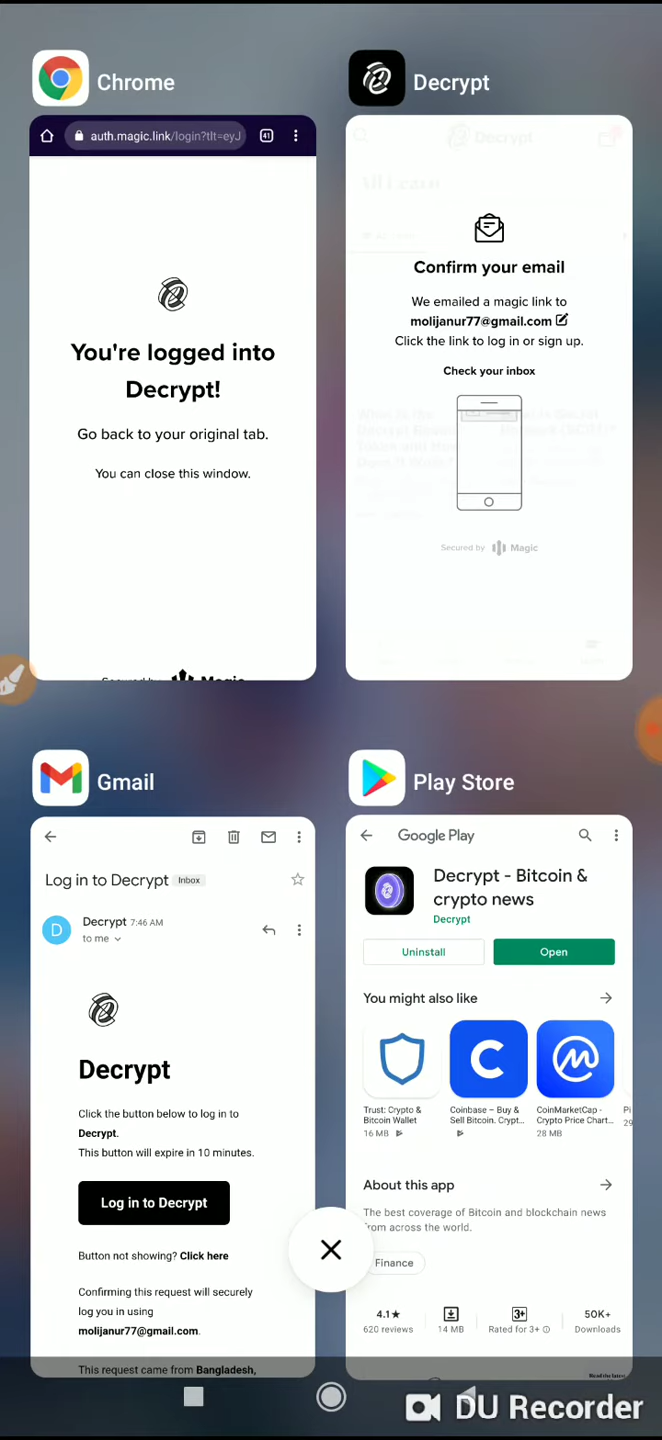 Chrome
auth.magic.link/login?tlt=eyJ
41
You're logged into
Decrypt!
Go back to your original tab.
You can close this window.
Decrypt
Decrypt
All Learn
Confirm your email
We emailed a magic link to
molijanur77@gmail.com
Click the link to log in or sign up.
Check your inbox
Secured by Magic
Gmail
Log in to Decrypt Inbox
D
Decrypt 7:46 AM
to me
Decrypt
Click the button below to log in to
Decrypt.
This button will expire in 10 minutes.
Log in to Decrypt
Button not showing? Click here
Confirming this request will securely
log you in using
molijanur77@gmail.com.
This request came from Bangladesh,
Play Store
Google Play
Decrypt - Bitcoin &
crypto news
Decrypt
Uninstall
Open
You might also like
Trust: Crypto &
Bitcoin Wallet
16 MB
Coinbase – Buy &
Sell Bitcoin. Crypt...
CoinMarketCap -
Crypto Price Chart...
28 MB
Pi
29
About this app
The best coverage of Bitcoin and blockchain news
from across the world.
Finance
4.1★
620 reviews
14 MB
3+
Rated for 3+
50K+
Downloads
DU Recorder